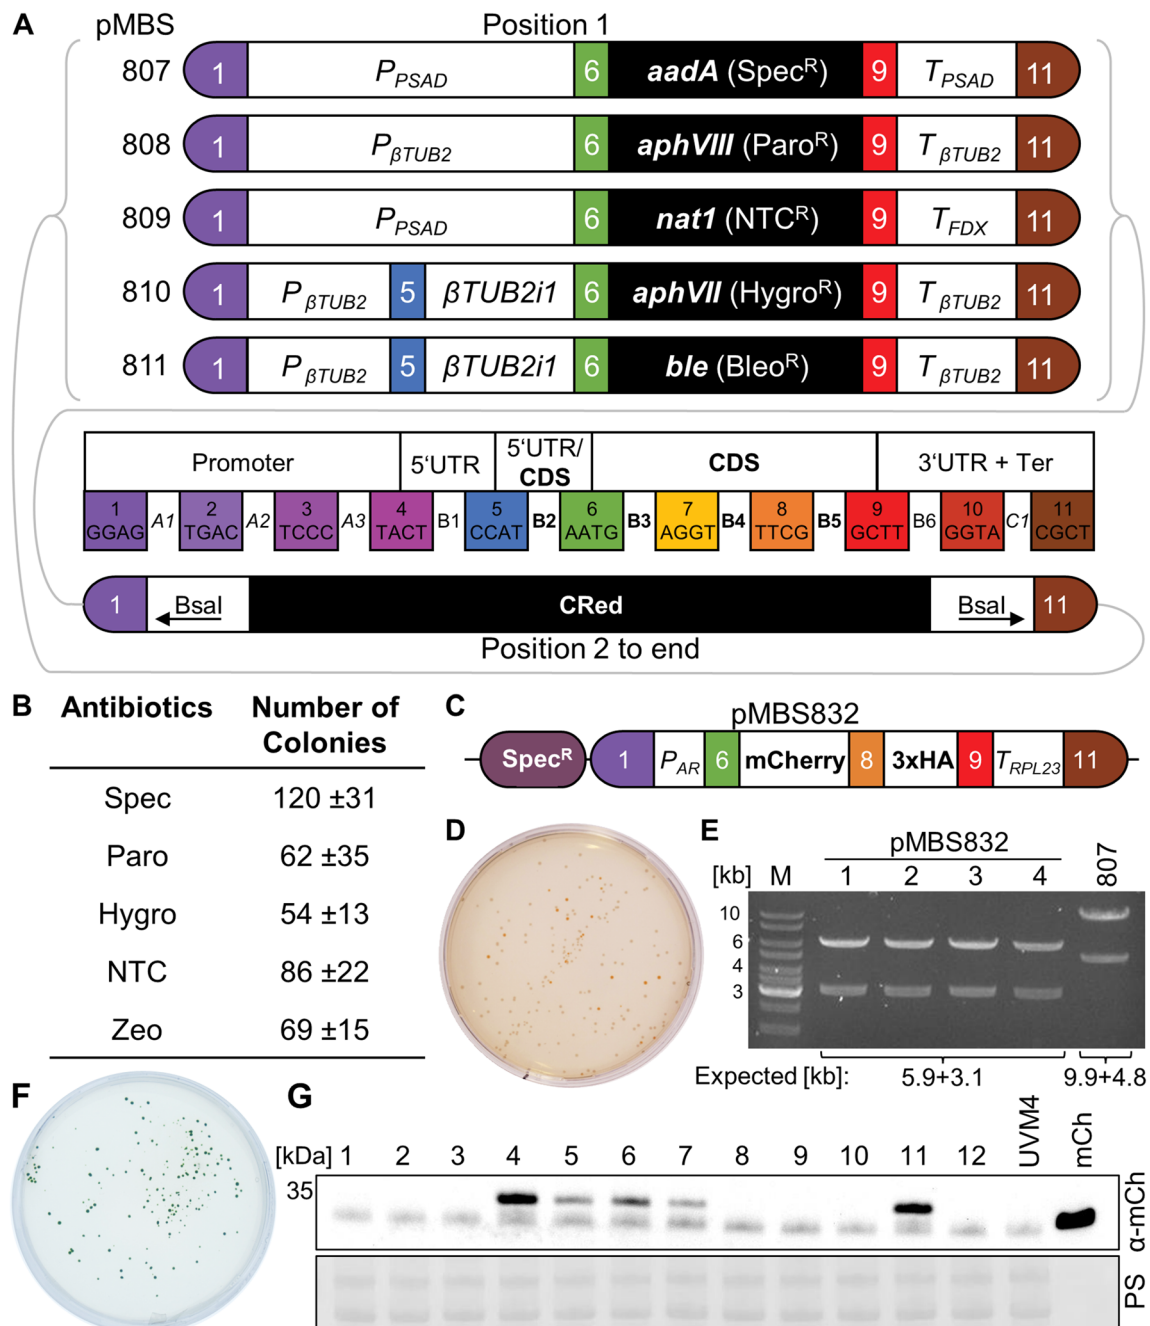 A pMBS Position 1
807 1 PPSAD 6 aadA (SpecR) 9 TPSAD 11
808 1 PβTUB2 6 aphVIII (ParoR) 9 TβTUB2 11
809 1 PPSAD 6 nat1 (NTCR) 9 TFDX 11
810 1 PβTUB2 5 βTUB2i1 6 aphVII (HygroR) 9 TβTUB2 11
811 1 PβTUB2 5 βTUB2i1 6 ble (BleoR) 9 TβTUB2 11
Promoter 5‘UTR 5‘UTR/ CDS 3‘UTR + Ter
CDS
1 2 3 4 5 6 7 8 9 10 11
GGAG A1 TGAC A2 TCCC A3 TACT B1 CCAT B2 AATG B3 AGGT B4 TTCG B5 GCTT B6 GGTA C1 CGCT
1 BsaI CRed BsaI 11
Position 2 to end
B Antibiotics Number of
Colonies
Spec 120 ±31
Paro 62 ±35
Hygro 54 ±13
NTC 86 ±22
Zeo 69 ±15
C pMBS832
SpecR 1 PAR 6 mCherry 8 3xHA 9 TRPL23 11
D
E pMBS832
[kb] M 1 2 3 4 807
10
6
4
3
Expected [kb]: 5.9+3.1 9.9+4.8
F
G
[kDa] 1 2 3 4 5 6 7 8 9 10 11 12 UVM4 mCh
35
α-mCh
PS